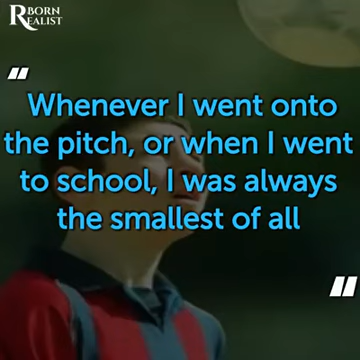 BORN
REALIST
"
Whenever I went onto
the pitch, or when I went
to school, I was always
the smallest of all
"